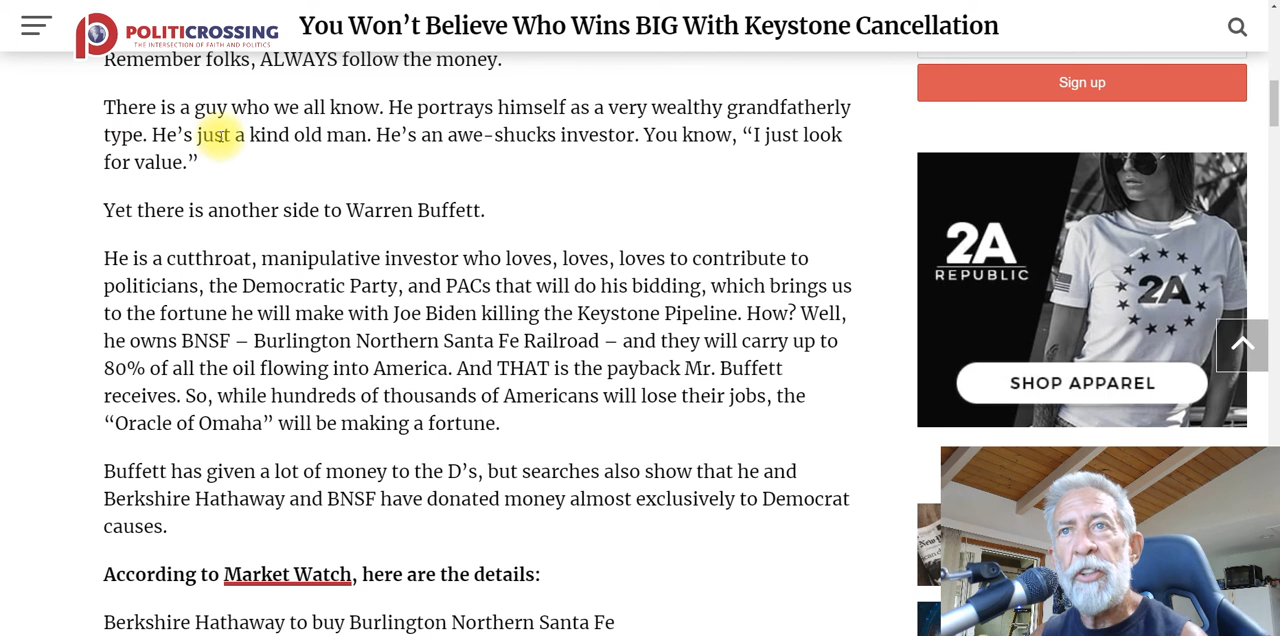 POLITICROSSING
THE INTERSECTION OF FAITH AND POLITICS
You Won’t Believe Who Wins BIG With Keystone Cancellation
Remember folks, ALWAYS follow the money.
There is a guy who we all know. He portrays himself as a very wealthy grandfatherly
type. He’s just a kind old man. He’s an awe-shucks investor. You know, “I just look
for value.”
Yet there is another side to Warren Buffett.
He is a cutthroat, manipulative investor who loves, loves, loves to contribute to
politicians, the Democratic Party, and PACs that will do his bidding, which brings us
to the fortune he will make with Joe Biden killing the Keystone Pipeline. How? Well,
he owns BNSF – Burlington Northern Santa Fe Railroad – and they will carry up to
80% of all the oil flowing into America. And THAT is the payback Mr. Buffett
receives. So, while hundreds of thousands of Americans will lose their jobs, the
“Oracle of Omaha” will be making a fortune.
Buffett has given a lot of money to the D’s, but searches also show that he and
Berkshire Hathaway and BNSF have donated money almost exclusively to Democrat
causes.
According to Market Watch, here are the details:
Berkshire Hathaway to buy Burlington Northern Santa Fe
Sign up
2A
REPUBLIC
2A
SHOP APPAREL